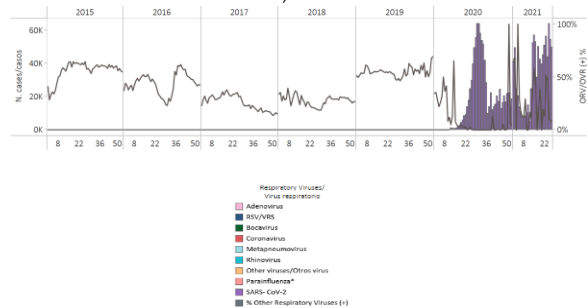 2015 2016 2017 2018 2019 2020 2021
60K 100%
40K
50%
20K
0K 0%
N. cases/casos
ORV/OVR (+) %
8 22 36 50 8 22 36 50 8 22 36 50 8 22 36 50 8 22 36 50 8 22 36 50 8 22
Respiratory Viruses/
Virus respiratorio
Adenovirus
RSV/VRS
Bocavirus
Coronavirus
Metapneumovirus
Rhinovirus
Other viruses/Otros virus
Parainfluenza*
SARS- CoV-2
% Other Respiratory Viruses (+)